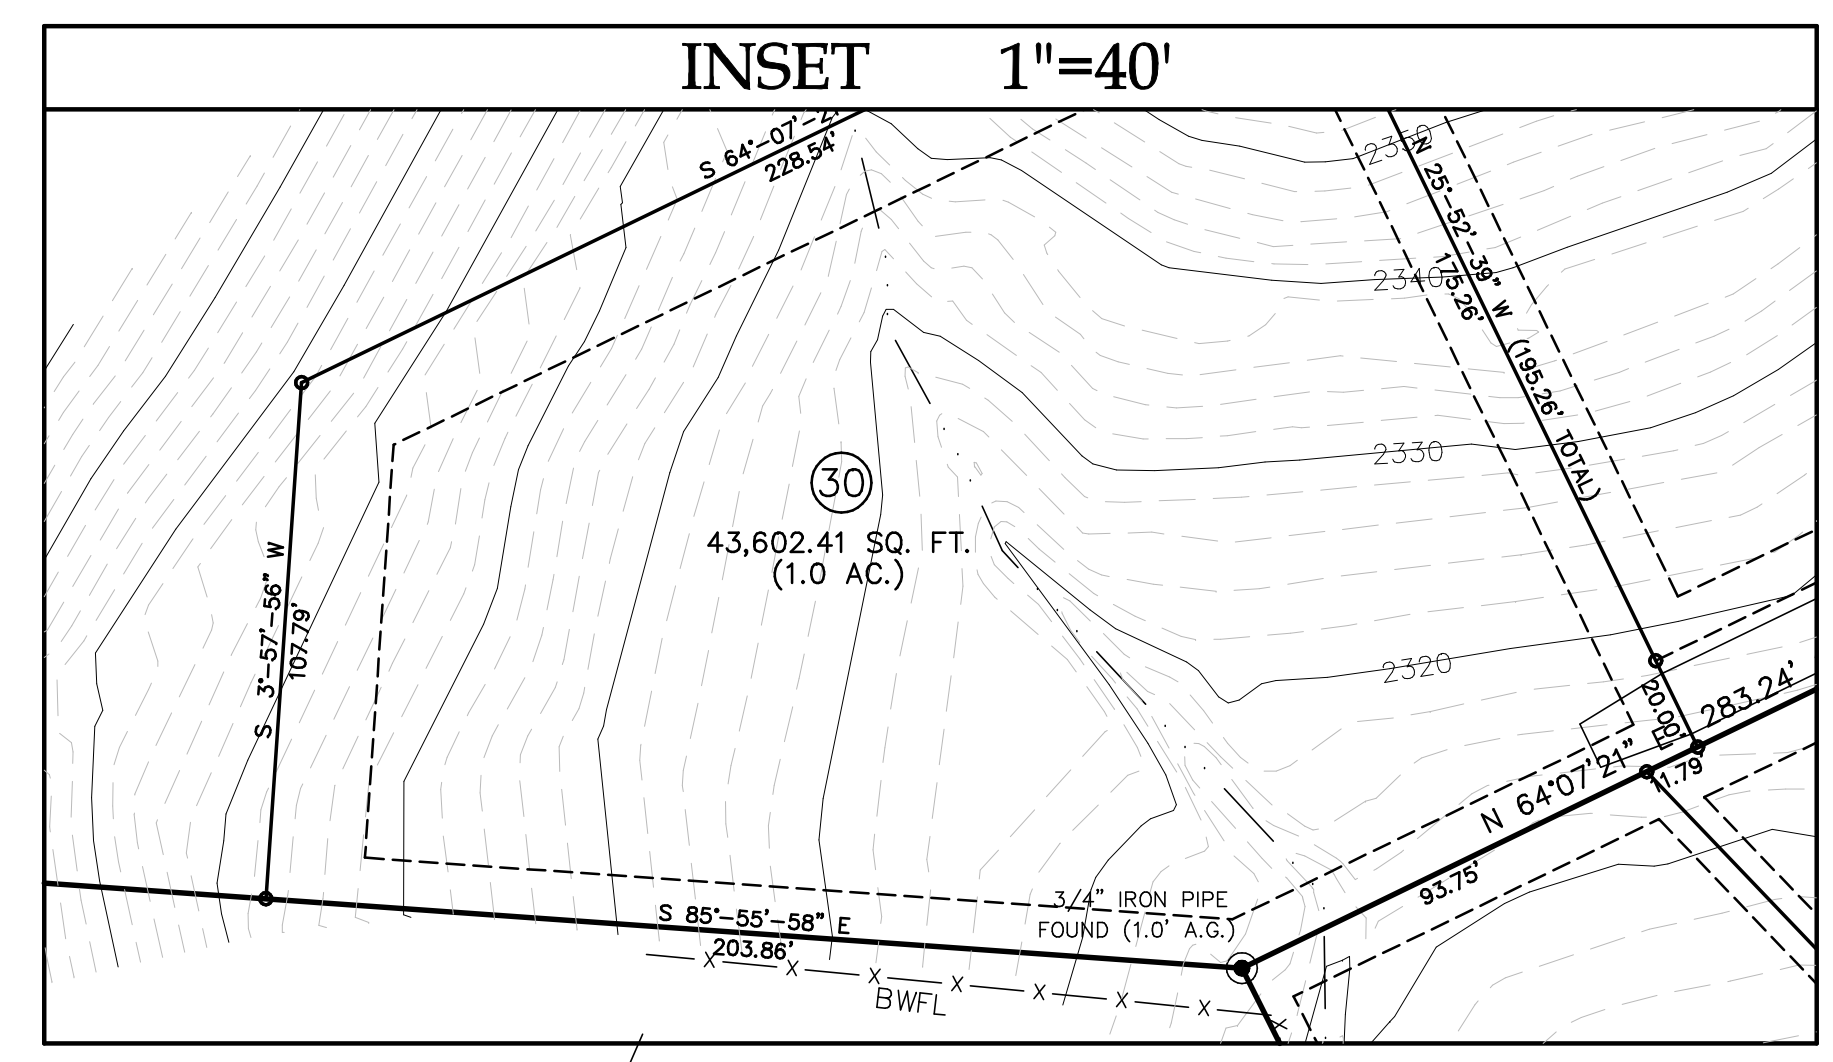 INSET 1"=40'
S 64°-07'-2
228.54'
2350
N 25°-52'-39" W (195.26' TOTAL)
175.26'
2340
2330
30
43,602.41 SQ. FT.
(1.0 AC.)
S 3°-57'-56" W
107.79'
2320
20.00'
283.24'
N 64°07'21" E
11.79'
93.75'
3/4" IRON PIPE
FOUND (1.0' A.G.)
S 85°-55'-58" E
203.86'
X X X X X X X X
BWFL